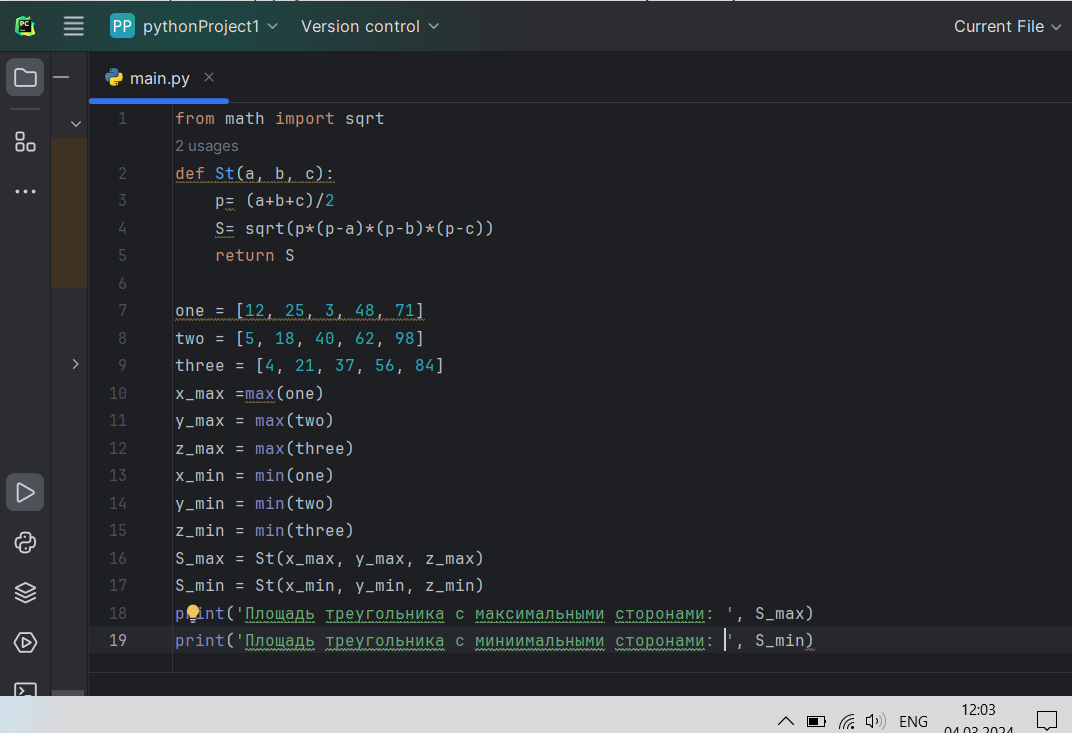 PC PP pythonProject1 Version control Current File
main.py
1 from math import sqrt
2 usages
2 def St(a, b, c):
3 p= (a+b+c)/2
4 S= sqrt(p*(p-a)*(p-b)*(p-c))
5 return S
6
7 one = [12, 25, 3, 48, 71]
8 two = [5, 18, 40, 62, 98]
9 three = [4, 21, 37, 56, 84]
10 x_max =max(one)
11 y_max = max(two)
12 z_max = max(three)
13 x_min = min(one)
14 y_min = min(two)
15 z_min = min(three)
16 S_max = St(x_max, y_max, z_max)
17 S_min = St(x_min, y_min, z_min)
18 print('Площадь треугольника с максимальными сторонами: ', S_max)
19 print('Площадь треугольника с миниимальными сторонами: ', S_min)
ENG 12:03
04.03.2024